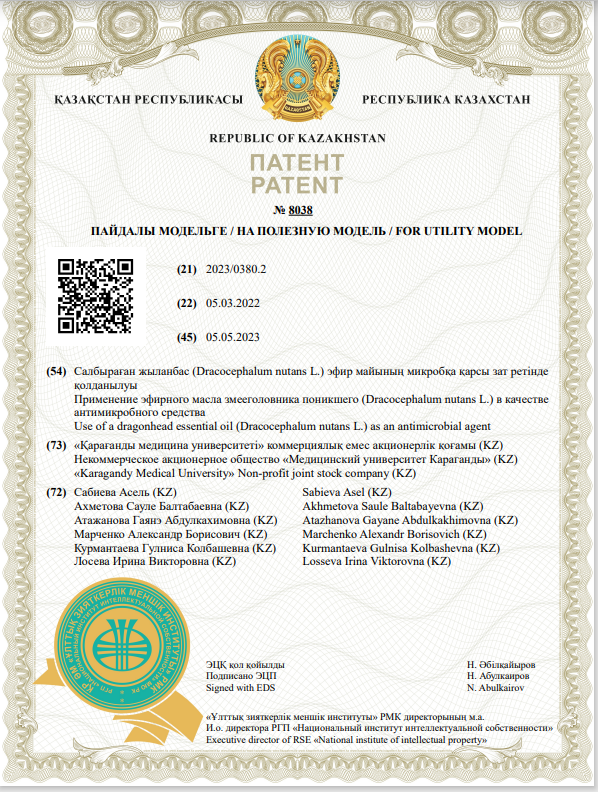 ҚАЗАҚСТАН РЕСПУБЛИКАСЫ
РЕСПУБЛИКА КАЗАХСТАН
REPUBLIC OF KAZAKHSTAN
ПАТЕНТ
PATENT
№ 8038
ПАЙДАЛЫ МОДЕЛЬГЕ / НА ПОЛЕЗНУЮ МОДЕЛЬ / FOR UTILITY MODEL
(21) 2023/0380.2
(22) 05.03.2022
(45) 05.05.2023
(54) Салбыраған жыланбас (Dracocephalum nutans L.) эфир майының микробқа қарсы зат ретінде
қолданылуы
Применение эфирного масла змееголовника поникшего (Dracocephalum nutans L.) в качестве
антимикробного средства
Use of a dragonhead essential oil (Dracocephalum nutans L.) as an antimicrobial agent
(73) «Қарағанды медицина университеті» коммерциялық емес акционерлік қоғамы (KZ)
Некоммерческое акционерное общество «Медицинский университет Караганды» (KZ)
«Karagandy Medical University» Non-profit joint stock company (KZ)
(72) Сабиева Асель (KZ) Sabieva Asel (KZ)
Ахметова Сауле Балтабаевна (KZ) Akhmetova Saule Baltabayevna (KZ)
Атажанова Гаянэ Абдулкахимовна (KZ) Atazhanova Gayane Abdulkakhimovna (KZ)
Марченко Александр Борисович (KZ) Marchenko Alexandr Borisovich (KZ)
Курмантаева Гулниса Колбашевна (KZ) Kurmantaeva Gulnisa Kolbashevna (KZ)
Лосева Ирина Викторовна (KZ) Losseva Irina Viktorovna (KZ)
ЭЦҚ қол қойылды Н. Әбілқайыров
Подписано ЭЦП Н. Абулкаиров
Signed with EDS N. Abulkairov
«Ұлттық зияткерлік меншік институты» РМК директорының м.а.
И.о. директора РГП «Национальный институт интеллектуальной собственности»
Executive director of RSE «National institute of intellectual property»